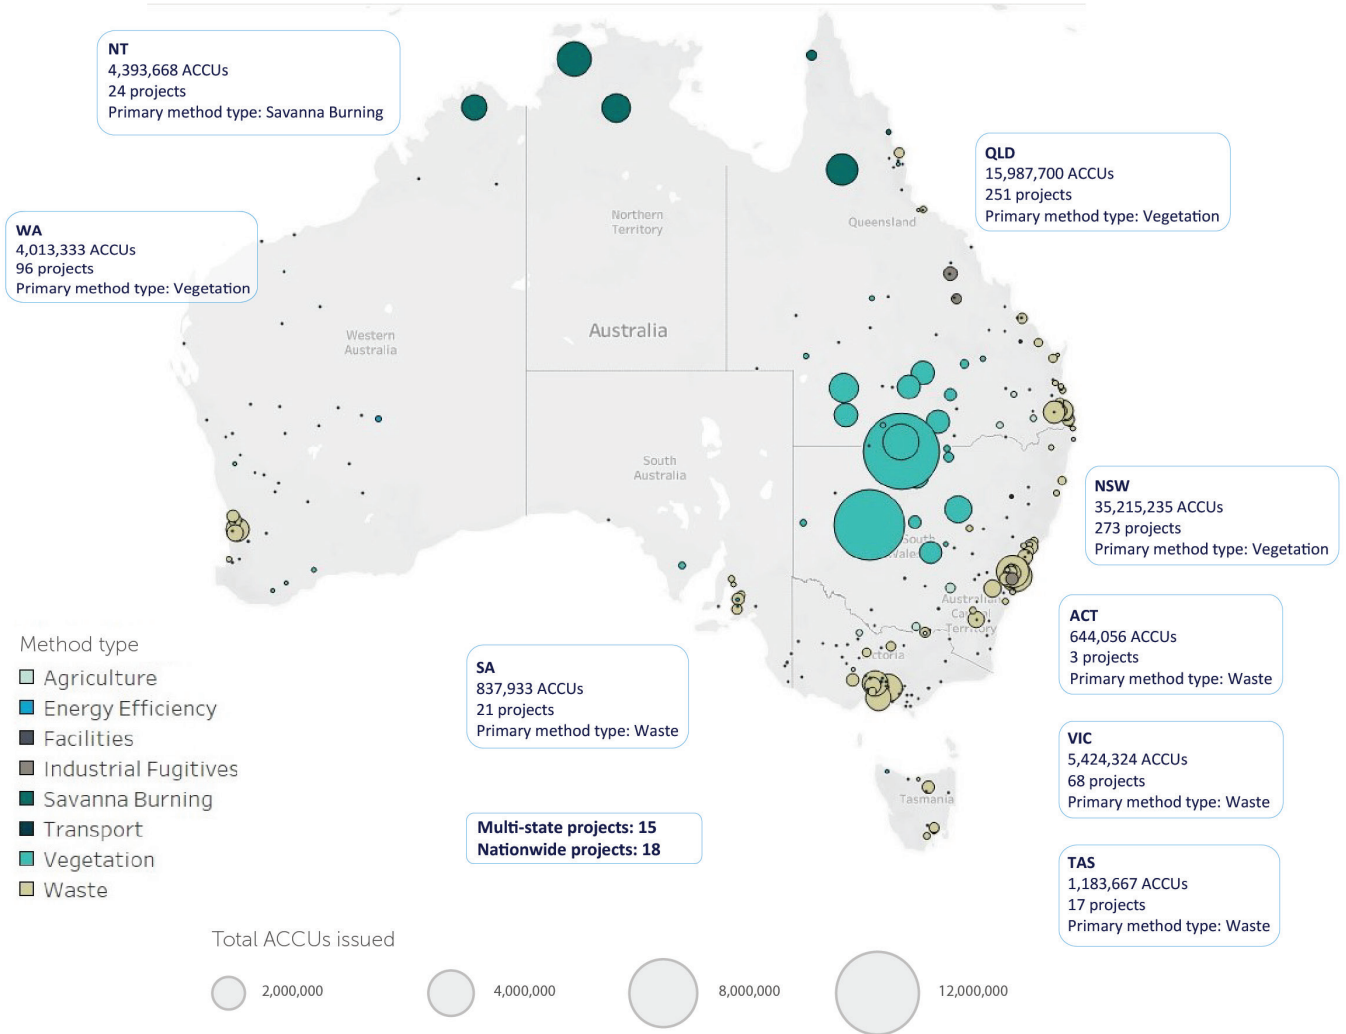 NT
4,393,668 ACCUs
24 projects
Primary method type: Savanna Burning
QLD
15,987,700 ACCUs
251 projects
Primary method type: Vegetation
WA
4,013,333 ACCUs
96 projects
Primary method type: Vegetation
Northern
Territory
Queensland
Australia
Western
Australia
South
Australia
NSW
35,215,235 ACCUs
273 projects
Primary method type: Vegetation
South
Wales
Australian
Capital
Territory
Victoria
ACT
644,056 ACCUs
3 projects
Primary method type: Waste
SA
837,933 ACCUs
21 projects
Primary method type: Waste
VIC
5,424,324 ACCUs
68 projects
Primary method type: Waste
Tasmania
Multi-state projects: 15
Nationwide projects: 18
TAS
1,183,667 ACCUs
17 projects
Primary method type: Waste
Method type
Agriculture
Energy Efficiency
Facilities
Industrial Fugitives
Savanna Burning
Transport
Vegetation
Waste
Total ACCUs issued
2,000,000
4,000,000
8,000,000
12,000,000